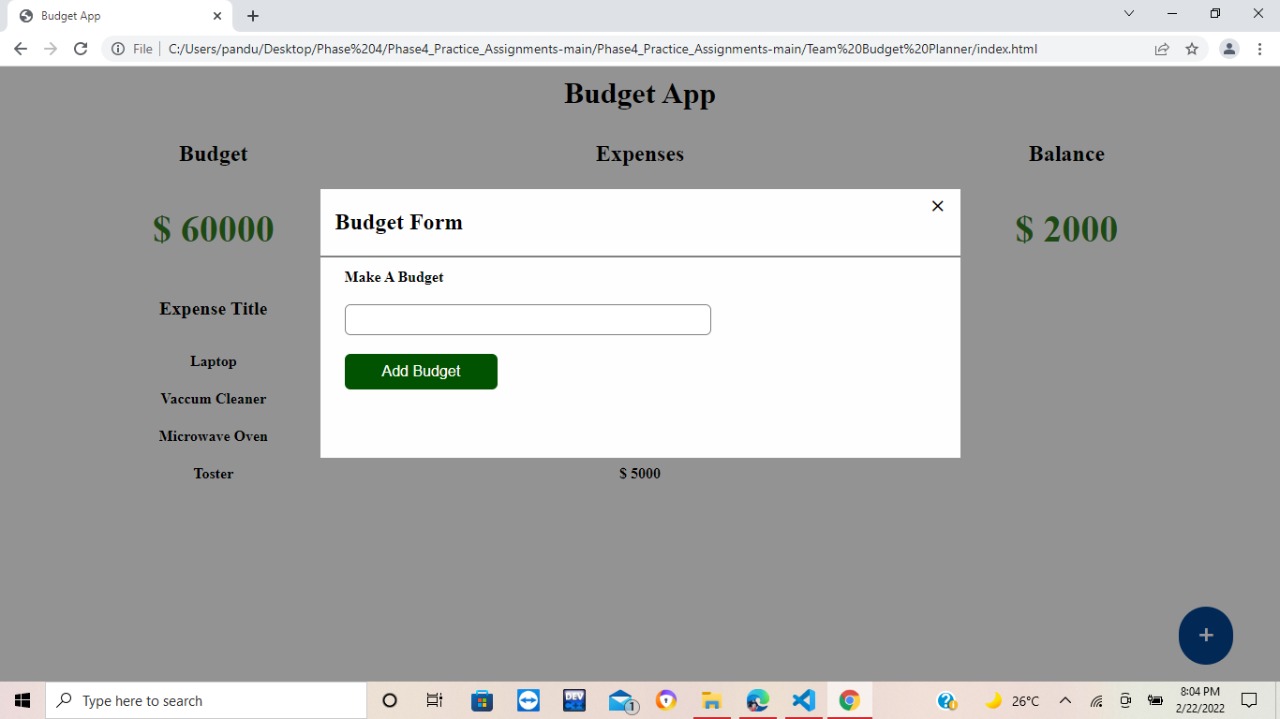 Budget App
File
C:/Users/pandu/Desktop/Phase%204/Phase4_Practice_Assignments-main/Phase4_Practice_Assignments-main/Team%20Budget%20Planner/index.html
Budget App
Budget Expenses Balance
$ 60000 $ 2000
Budget Form
Make A Budget
Add Budget
Expense Title
Laptop
Vaccum Cleaner
Microwave Oven
Toster $ 5000
+
Type here to search
DEV
1
26°C
8:04 PM
2/22/2022